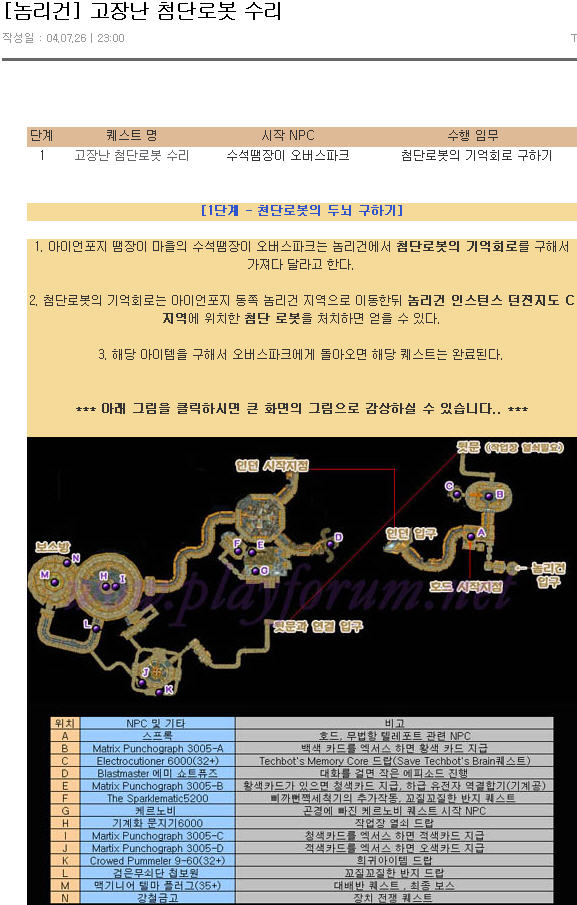 [놈리건] 고장난 첨단로봇 수리
작성일 : 04.07.26 | 23:00
T
단계 퀘스트 명 시작 NPC 수행 임무
1 고장난 첨단로봇 수리 수석땜장이 오버스파크 첨단로봇의 기억회로 구하기
[1단계 - 첨단로봇의 두뇌 구하기]
1. 아이언포지 땜장이 마을의 수석땜장이 오버스파크는 놈리건에서 첨단로봇의 기억회로를 구해서
가져다 달라고 한다.
2. 첨단로봇의 기억회로는 아이언포지 동쪽 놈리건 지역으로 이동한뒤 놈리건 인스턴스 던젼지도 C
지역에 위치한 첨단 로봇을 처치하면 얻을 수 있다.
3. 해당 아이템을 구해서 오버스파크에게 돌아오면 해당 퀘스트는 완료된다.
*** 아래 그림을 클릭하시면 큰 화면의 그림으로 감상하실 수 있습니다.. ***
뒷문 (작업장 열쇠필요)
인던 시작지점
C
B
F
E
D
G
인던 입구
A
보스방
N
M
H
I
호드 시작지점
놈리건
입구
www.playforum.net
L
뒷문과 연결 입구
J
K
위치 NPC 및 기타 비고
A 스프록 호드, 무법항 텔레포트 관련 NPC
B Matrix Punchograph 3005-A 백색 카드를 엑서스 하면 황색 카드 지급
C Electrocutioner 6000(32+) Techbot's Memory Core 드랍(Save Techbot's Brain퀘스트)
D Blastmaster 에미 쇼트퓨즈 대화를 걸면 작은 에피소드 진행
E Matrix Punchograph 3005-B 황색카드가 있으면 청색카드 지급, 하급 유전자 역결합기(기계공)
F The Sparklematic5200 삐까뻔쩍세척기의 추가작동, 꼬질꼬질한 반지 퀘스트
G 케르노비 곤경에 빠진 케르노비 퀘스트 시작 NPC
H 기계화 문지기6000 작업장 열쇠 드랍
I Martix Punchograph 3005-C 청색카드를 엑서스 하면 적색카드 지급
J Martix Punchograph 3005-D 적색카드를 엑서스 하면 오색카드 지급
K Crowed Pummeler 9-60(32+) 희귀아이템 드랍
L 검은무쇠단 첩보원 꼬질꼬질한 반지 드랍
M 맥기니어 텔마 플러그(35+) 대배반 퀘스트, 최종 보스
N 강철금고 장치 전쟁 퀘스트